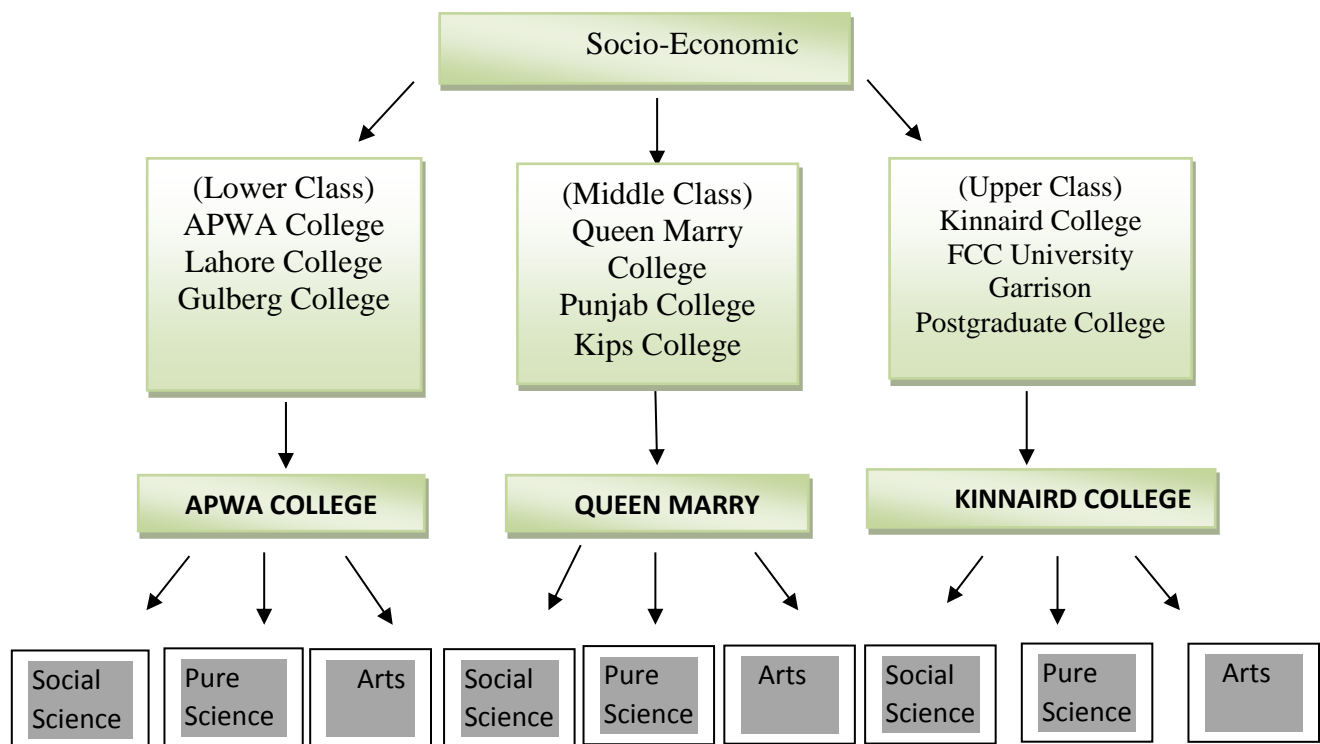 Socio-Economic
(Lower Class)
APWA College
Lahore College
Gulberg College
(Middle Class)
Queen Marry
College
Punjab College
Kips College
(Upper Class)
Kinnaird College
FCC University
Garrison
Postgraduate College
APWA COLLEGE
QUEEN MARRY
KINNAIRD COLLEGE
Social
Science
Pure
Science
Arts
Social
Science
Pure
Science
Arts
Social
Science
Pure
Science
Arts